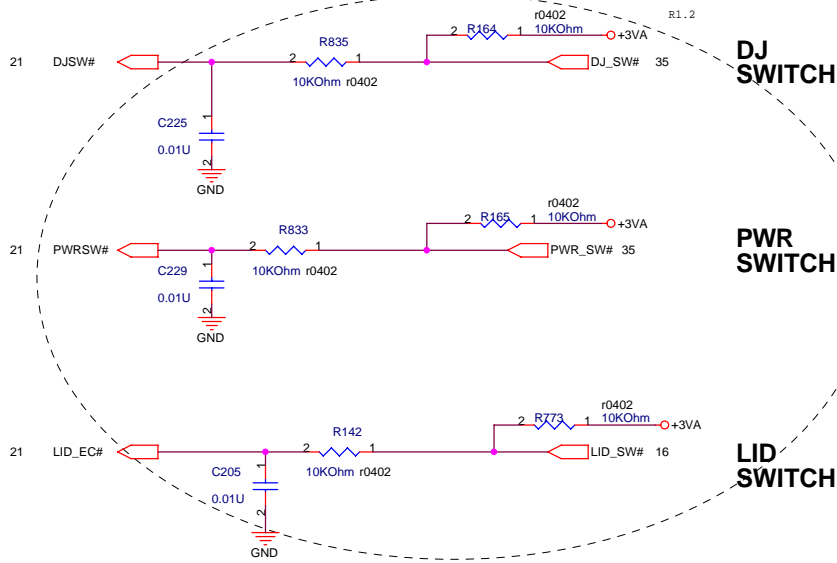 r0402
R1.2
R164
2
1
10KOhm
+3VA
DJ
SWITCH
21
DJSW#
R835
2
1
10KOhm r0402
DJ_SW#
35
1
C225
0.01U
2
GND
r0402
R165
2
1
10KOhm
+3VA
PWR
SWITCH
21
PWRSW#
R833
2
1
10KOhm r0402
PWR_SW#
35
1
C229
0.01U
2
GND
r0402
R773
2
1
10KOhm
+3VA
LID
SWITCH
21
LID_EC#
R142
2
1
10KOhm r0402
LID_SW#
16
1
C205
0.01U
2
GND